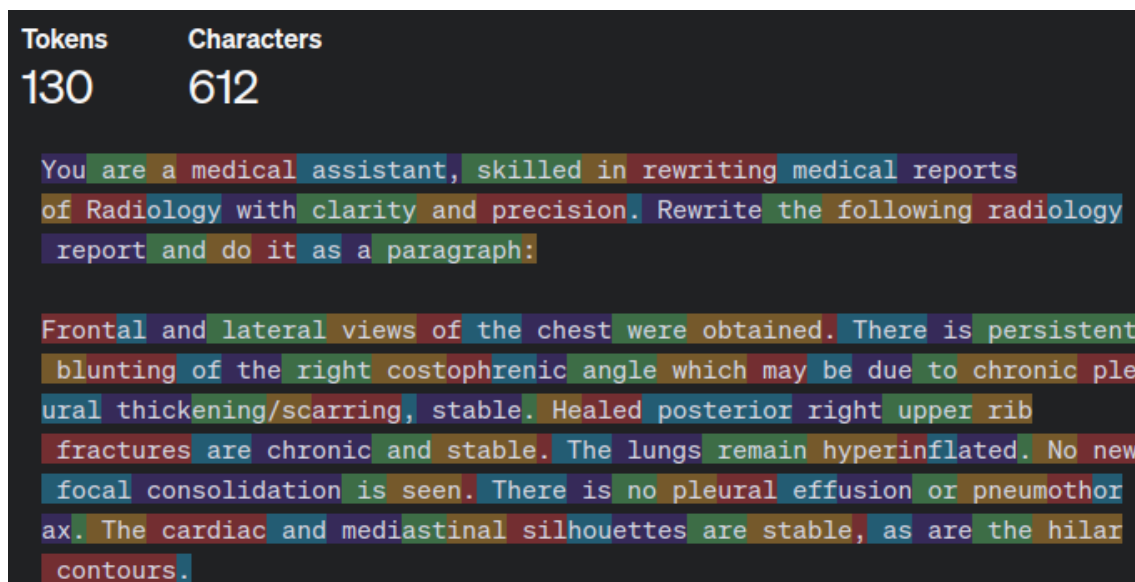 Tokens Characters
130 612
You are a medical assistant, skilled in rewriting medical reports
of Radiology with clarity and precision. Rewrite the following radiology
report and do it as a paragraph:
Frontal and lateral views of the chest were obtained. There is persistent
blunting of the right costophrenic angle which may be due to chronic ple
ural thickening/scarring, stable. Healed posterior right upper rib
fractures are chronic and stable. The lungs remain hyperinflated. No new
focal consolidation is seen. There is no pleural effusion or pneumothor
ax. The cardiac and mediastinal silhouettes are stable, as are the hilar
contours.